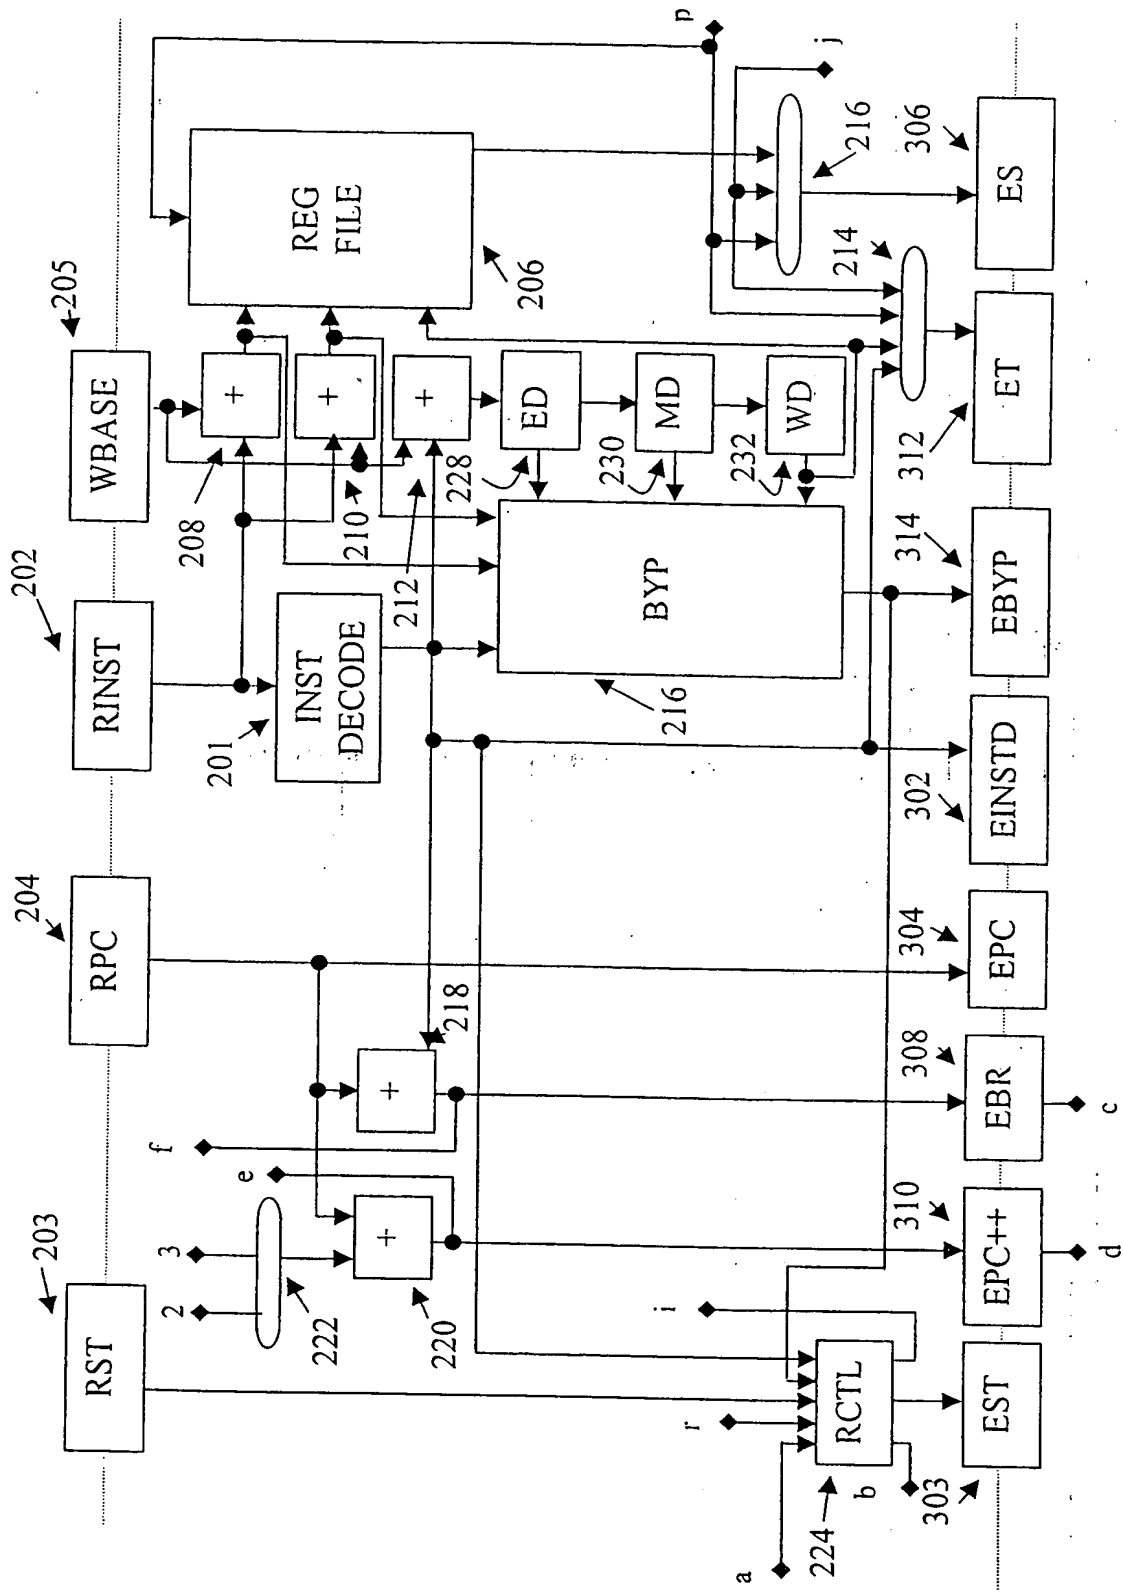 203
204
202
205
RST
RPC
RINST
WBASE
p
j
2
3
e
f
222
+
220
+
218
201
INST
DECODE
208
+
210
+
212
+
REG
FILE
206
228
ED
230
MD
232
WD
216
BYP
214
216
a
r
i
224
RCTL
b
303
310
308
304
302
314
312
306
EST
EPC++
EBR
EPC
EINSTD
EBYP
ET
ES
d
c